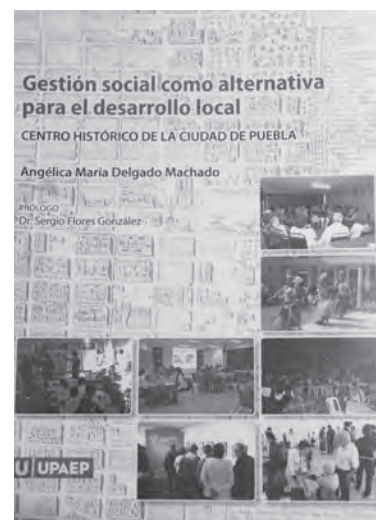 Gestión social como alternativa
para el desarrollo local
CENTRO HISTÓRICO DE LA CIUDAD DE PUEBLA
Angélica María Delgado Machado
PRÓLOGO
Dr. Sergio Flores González
U UPAEP